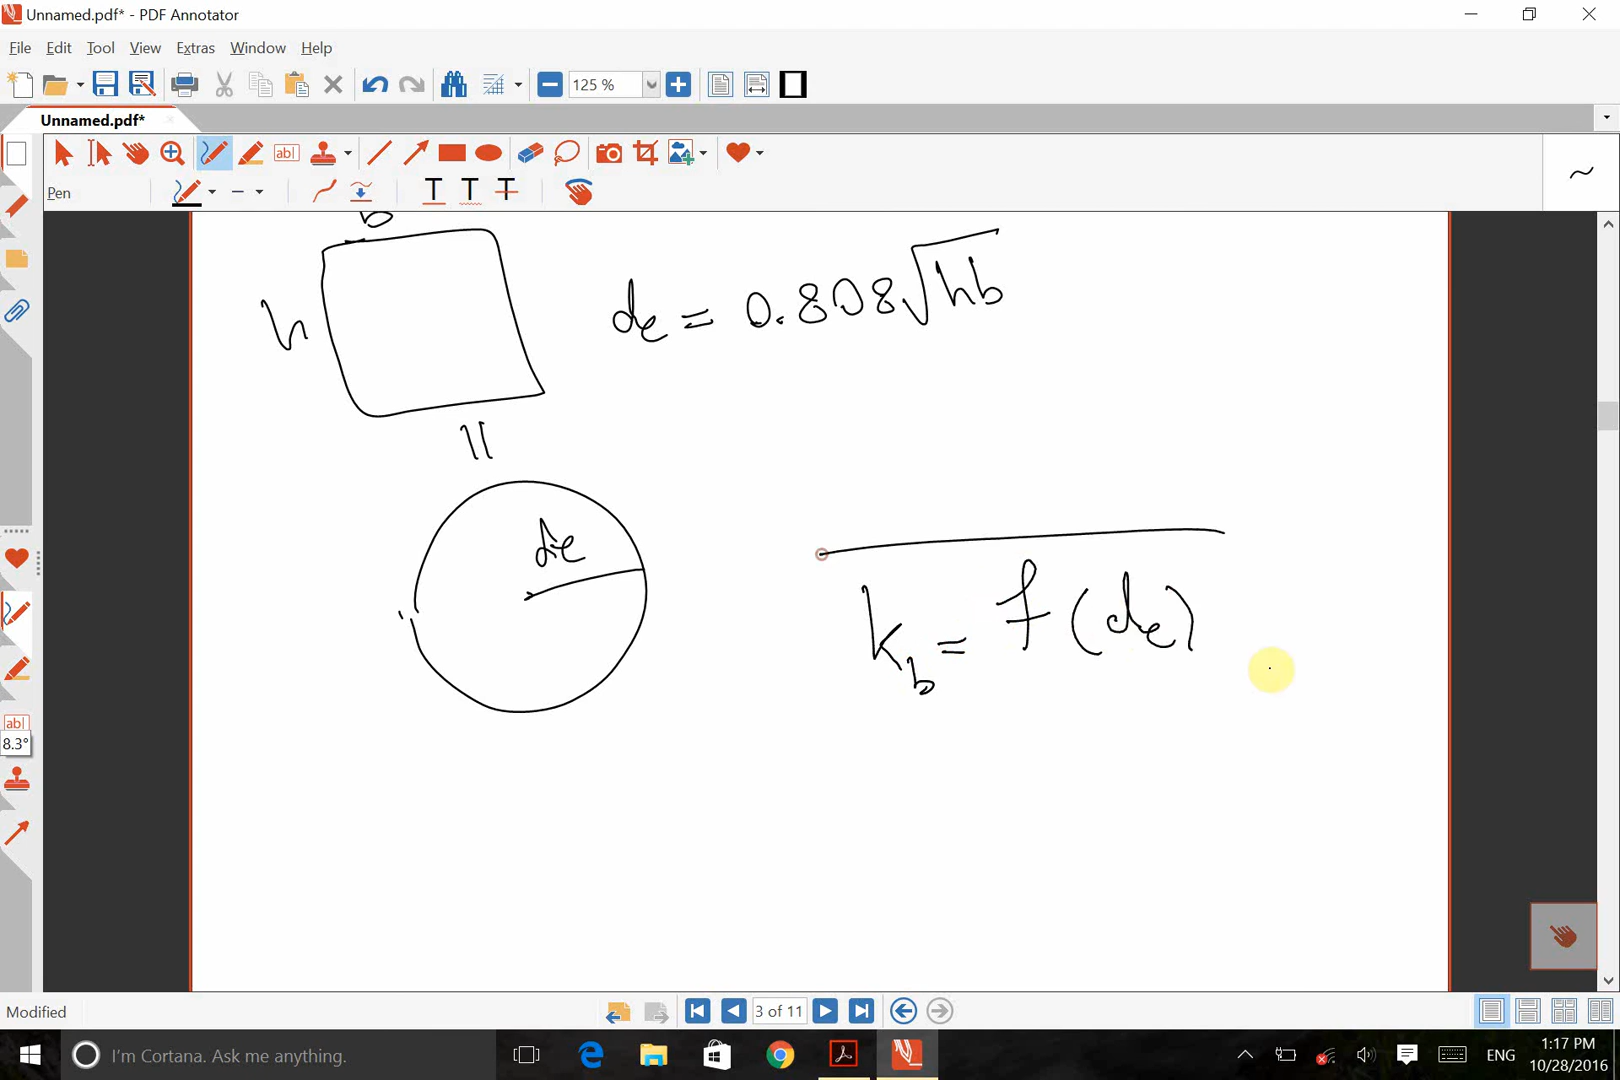 Unnamed.pdf* - PDF Annotator
File Edit Tool View Extras Window Help
125 %
Unnamed.pdf*
ab|
Pen
T T T
b
h
de = 0.808√hb
de
kb = f(de)
ab|
8.3°
Modified
3 of 11
I'm Cortana. Ask me anything.
ENG
1:17 PM
10/28/2016